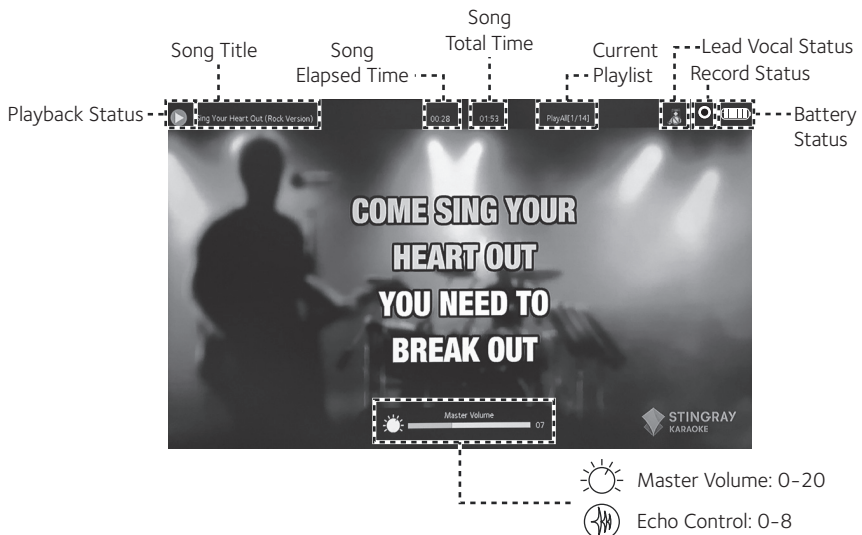 Song
Total Time
Song Title
Song
Elapsed Time
Current
Playlist
Lead Vocal Status
Record Status
Playback Status
Battery
Status
Sing Your Heart Out (Rock Version)
00:28
01:53
PlayAll[1/14]
COME SING YOUR
HEART OUT
YOU NEED TO
BREAK OUT
Master Volume
07
STINGRAY
KARAOKE
Master Volume: 0-20
Echo Control: 0-8